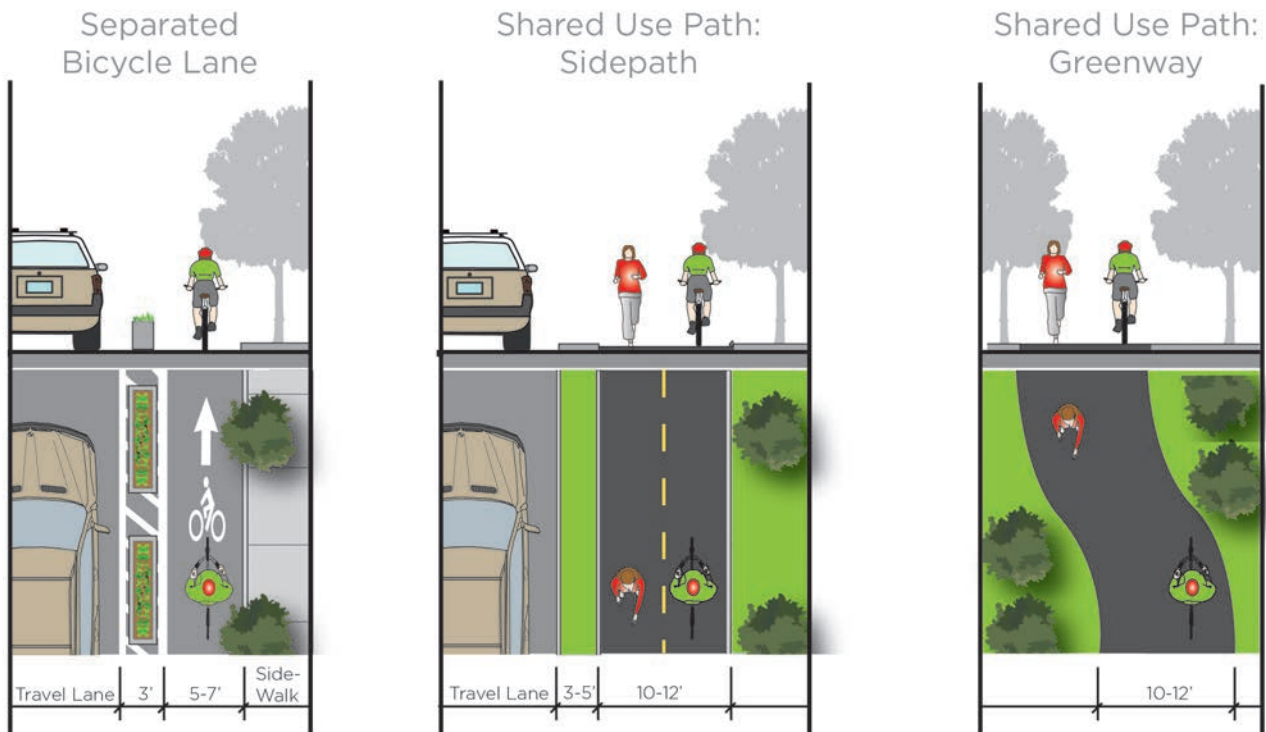 Separated
Bicycle Lane
Shared Use Path:
Sidepath
Shared Use Path:
Greenway
Travel Lane
3'
5-7'
Side-
Walk
Travel Lane
3-5'
10-12'
10-12'